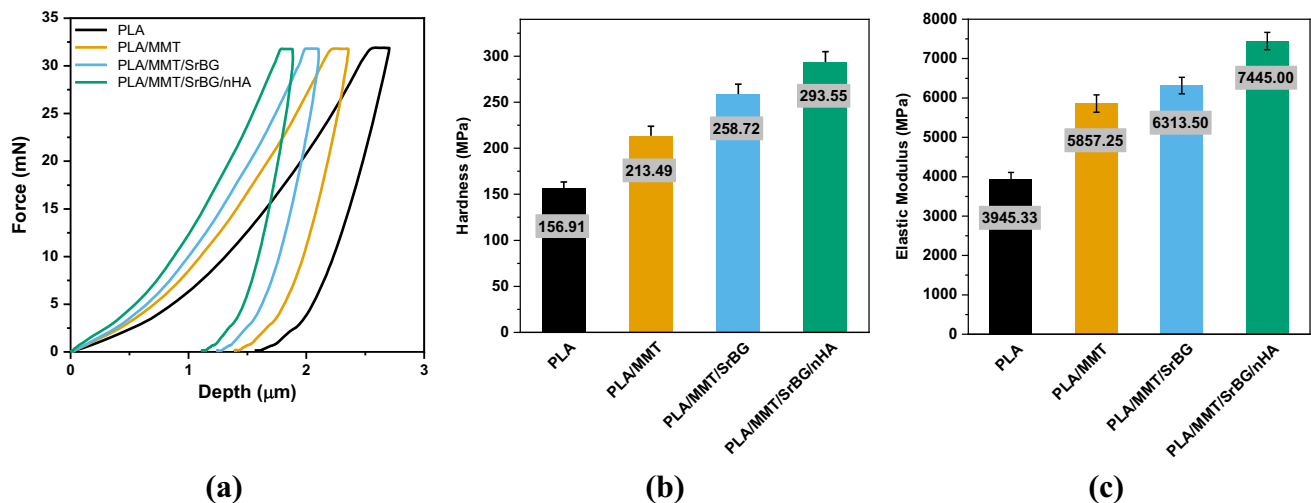 35
30
25
20
15
10
5
0
Force (mN)
PLA
PLA/MMT
PLA/MMT/SrBG
PLA/MMT/SrBG/nHA
0 1 2 3
Depth (μm)
(a)
300
250
200
150
100
50
0
Hardness (MPa)
156.91
213.49
258.72
293.55
PLA
PLA/MMT
PLA/MMT/SrBG
PLA/MMT/SrBG/nHA
(b)
8000
7000
6000
5000
4000
3000
2000
1000
0
Elastic Modulus (MPa)
3945.33
5857.25
6313.50
7445.00
PLA
PLA/MMT
PLA/MMT/SrBG
PLA/MMT/SrBG/nHA
(c)